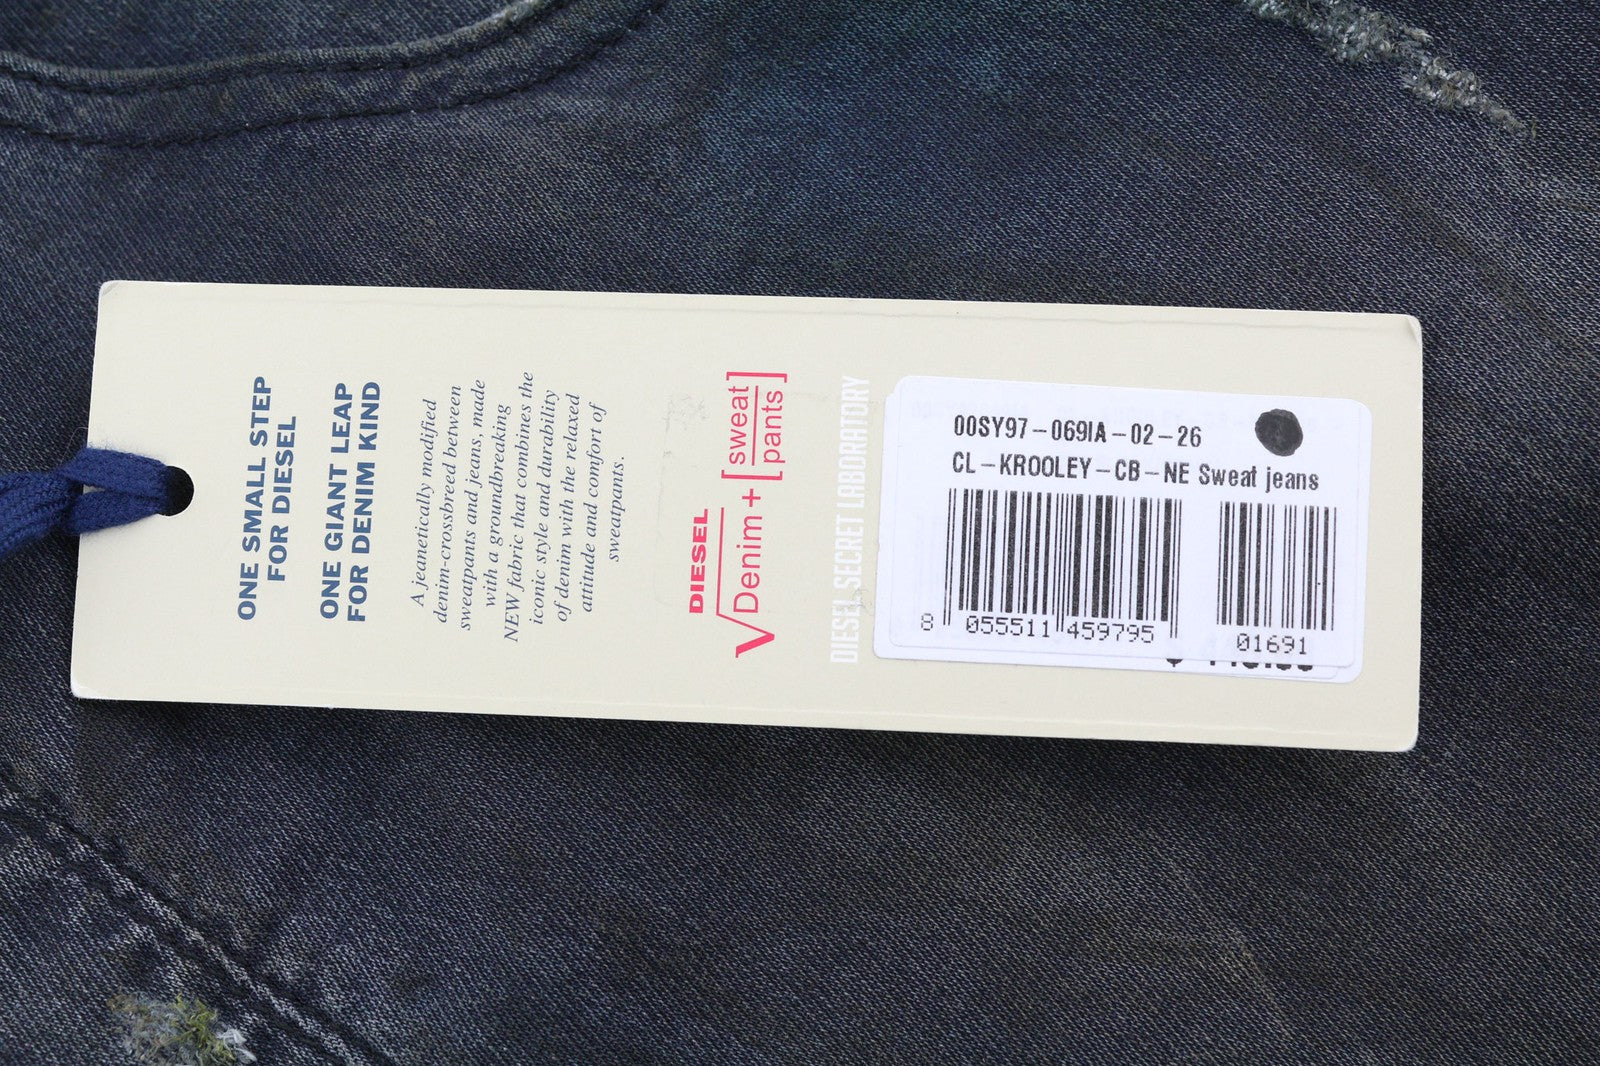 ONE SMALL STEP
FOR DIESEL
ONE GIANT LEAP
FOR DENIM KIND
A jeanetically modified
denim-crossbreed between
sweatpants and jeans, made
with a groundbreaking
NEW fabric that combines the
iconic style and durability
of denim with the relaxed
attitude and comfort of
sweatpants.
DIESEL
√Denim + [sweat
pants]
DIESEL SECRET LABORATORY
00SY97-069IA-02-26
CL-KROOLEY-CB-NE Sweat jeans
8 055511 459795
01691